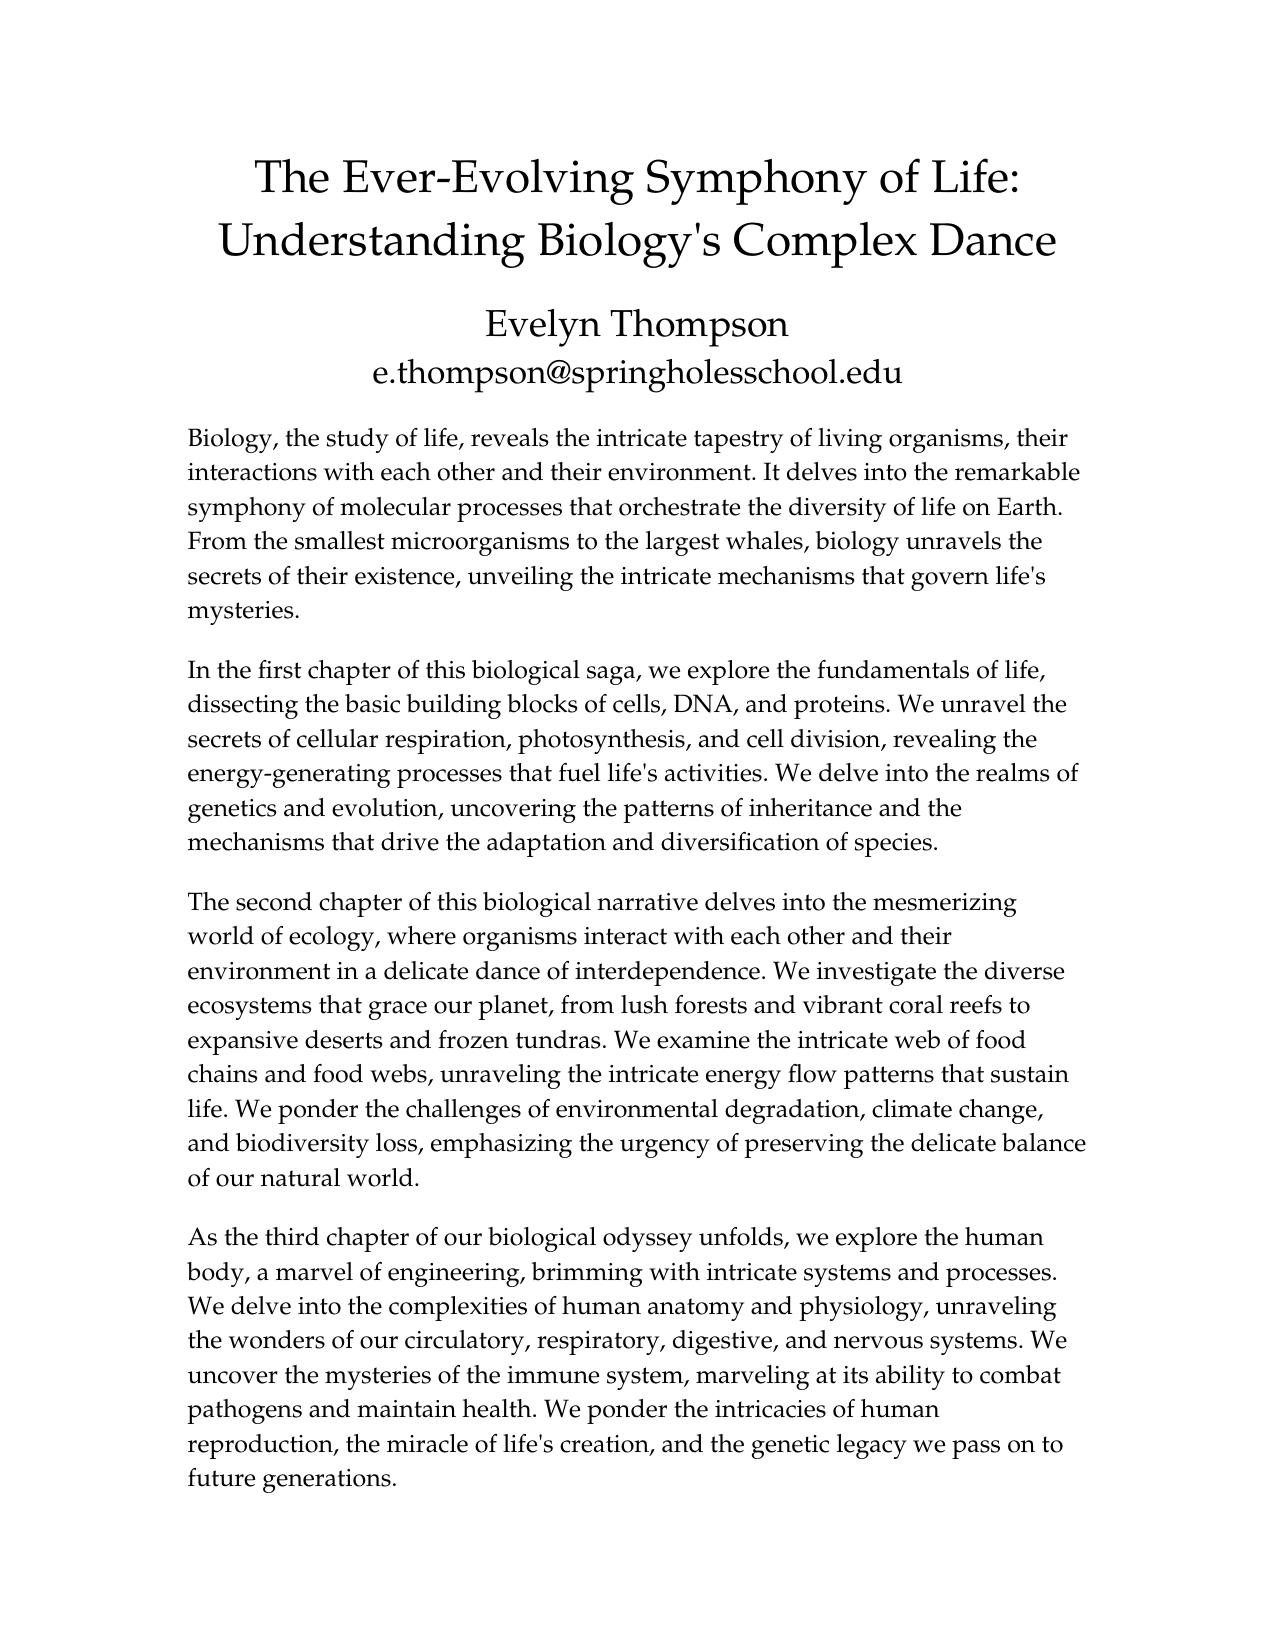 The Ever-Evolving Symphony of Life:
Understanding Biology's Complex Dance
Evelyn Thompson
e.thompson@springholesschool.edu
Biology, the study of life, reveals the intricate tapestry of living organisms, their
interactions with each other and their environment. It delves into the remarkable
symphony of molecular processes that orchestrate the diversity of life on Earth.
From the smallest microorganisms to the largest whales, biology unravels the
secrets of their existence, unveiling the intricate mechanisms that govern life's
mysteries.
In the first chapter of this biological saga, we explore the fundamentals of life,
dissecting the basic building blocks of cells, DNA, and proteins. We unravel the
secrets of cellular respiration, photosynthesis, and cell division, revealing the
energy-generating processes that fuel life's activities. We delve into the realms of
genetics and evolution, uncovering the patterns of inheritance and the
mechanisms that drive the adaptation and diversification of species.
The second chapter of this biological narrative delves into the mesmerizing
world of ecology, where organisms interact with each other and their
environment in a delicate dance of interdependence. We investigate the diverse
ecosystems that grace our planet, from lush forests and vibrant coral reefs to
expansive deserts and frozen tundras. We examine the intricate web of food
chains and food webs, unraveling the intricate energy flow patterns that sustain
life. We ponder the challenges of environmental degradation, climate change,
and biodiversity loss, emphasizing the urgency of preserving the delicate balance
of our natural world.
As the third chapter of our biological odyssey unfolds, we explore the human
body, a marvel of engineering, brimming with intricate systems and processes.
We delve into the complexities of human anatomy and physiology, unraveling
the wonders of our circulatory, respiratory, digestive, and nervous systems. We
uncover the mysteries of the immune system, marveling at its ability to combat
pathogens and maintain health. We ponder the intricacies of human
reproduction, the miracle of life's creation, and the genetic legacy we pass on to
future generations.